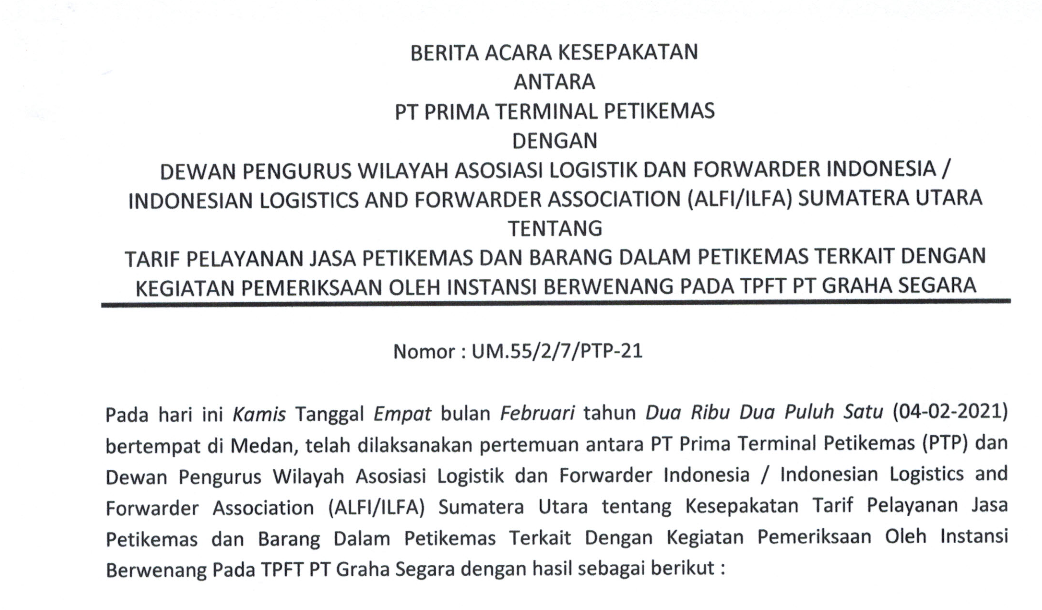 BERITA ACARA KESEPAKATAN
ANTARA
PT PRIMA TERMINAL PETIKEMAS
DENGAN
DEWAN PENGURUS WILAYAH ASOSIASI LOGISTIK DAN FORWARDER INDONESIA /
INDONESIAN LOGISTICS AND FORWARDER ASSOCIATION (ALFI/ILFA) SUMATERA UTARA
TENTANG
TARIF PELAYANAN JASA PETIKEMAS DAN BARANG DALAM PETIKEMAS TERKAIT DENGAN
KEGIATAN PEMERIKSAAN OLEH INSTANSI BERWENANG PADA TPFT PT GRAHA SEGARA
Nomor : UM.55/2/7/PTP-21
Pada hari ini Kamis Tanggal Empat bulan Februari tahun Dua Ribu Dua Puluh Satu (04-02-2021)
bertempat di Medan, telah dilaksanakan pertemuan antara PT Prima Terminal Petikemas (PTP) dan
Dewan Pengurus Wilayah Asosiasi Logistik dan Forwarder Indonesia / Indonesian Logistics and
Forwarder Association (ALFI/ILFA) Sumatera Utara tentang Kesepakatan Tarif Pelayanan Jasa
Petikemas dan Barang Dalam Petikemas Terkait Dengan Kegiatan Pemeriksaan Oleh Instansi
Berwenang Pada TPFT PT Graha Segara dengan hasil sebagai berikut :